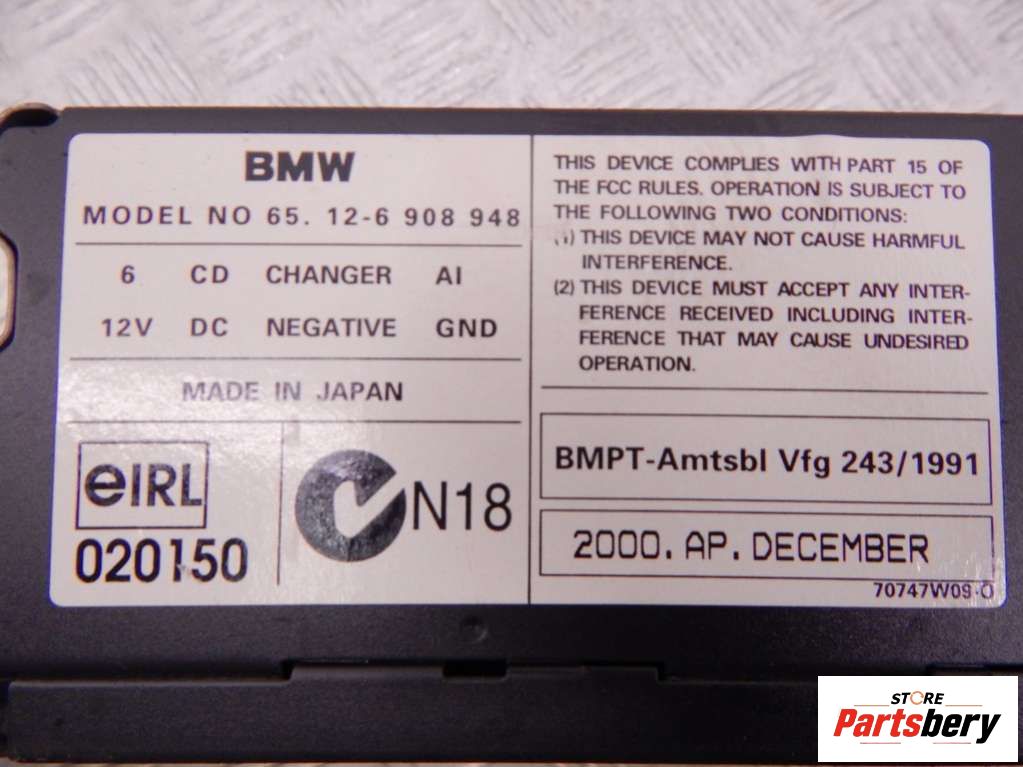 BMW
MODEL NO 65. 12-6 908 948
6 CD CHANGER AI
12V DC NEGATIVE GND
MADE IN JAPAN
eIRL
020150
N18
THIS DEVICE COMPLIES WITH PART 15 OF
THE FCC RULES. OPERATION IS SUBJECT TO
THE FOLLOWING TWO CONDITIONS:
(1) THIS DEVICE MAY NOT CAUSE HARMFUL
INTERFERENCE.
(2) THIS DEVICE MUST ACCEPT ANY INTER-
FERENCE RECEIVED INCLUDING INTER-
FERENCE THAT MAY CAUSE UNDESIRED
OPERATION.
BMPT-Amtsbl Vfg 243/1991
2000. AP. DECEMBER
70747W09-O
STORE
Partsbery